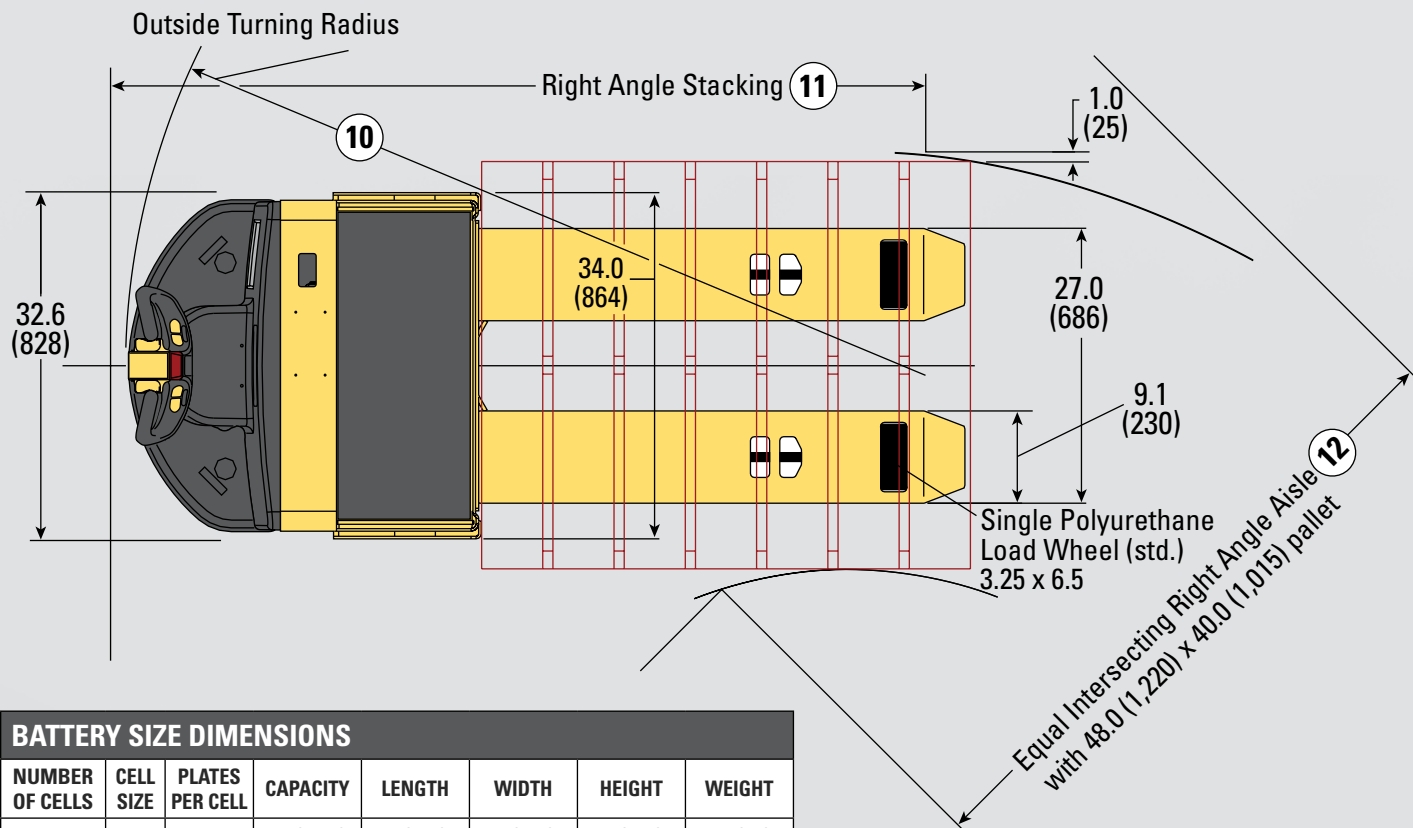 Outside Turning Radius
Right Angle Stacking 11
1.0
(25)
10
32.6
(828)
34.0
(864)
27.0
(686)
9.1
(230)
Single Polyurethane
Load Wheel (std.)
3.25 x 6.5
Equal Intersecting Right Angle Aisle 12
with 48.0 (1,220) x 40.0 (1,015) pallet
BATTERY SIZE DIMENSIONS
NUMBER OF CELLS CELL SIZE PLATES PER CELL CAPACITY LENGTH WIDTH HEIGHT WEIGHT